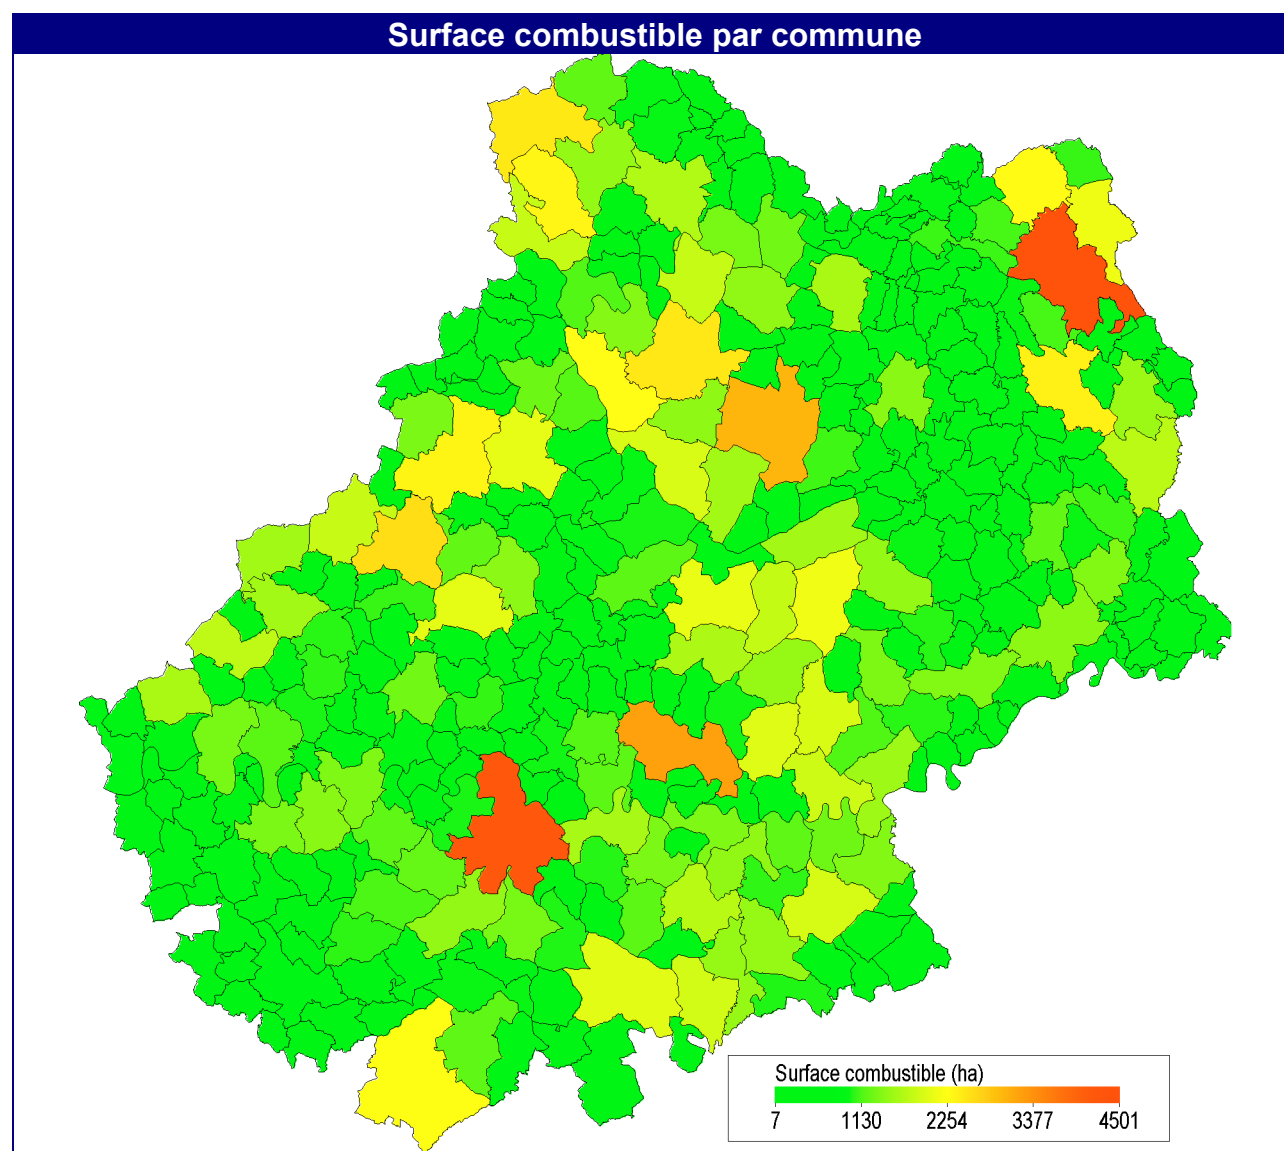 Surface combustible par commune
Surface combustible (ha)
7 1130 2254 3377 4501